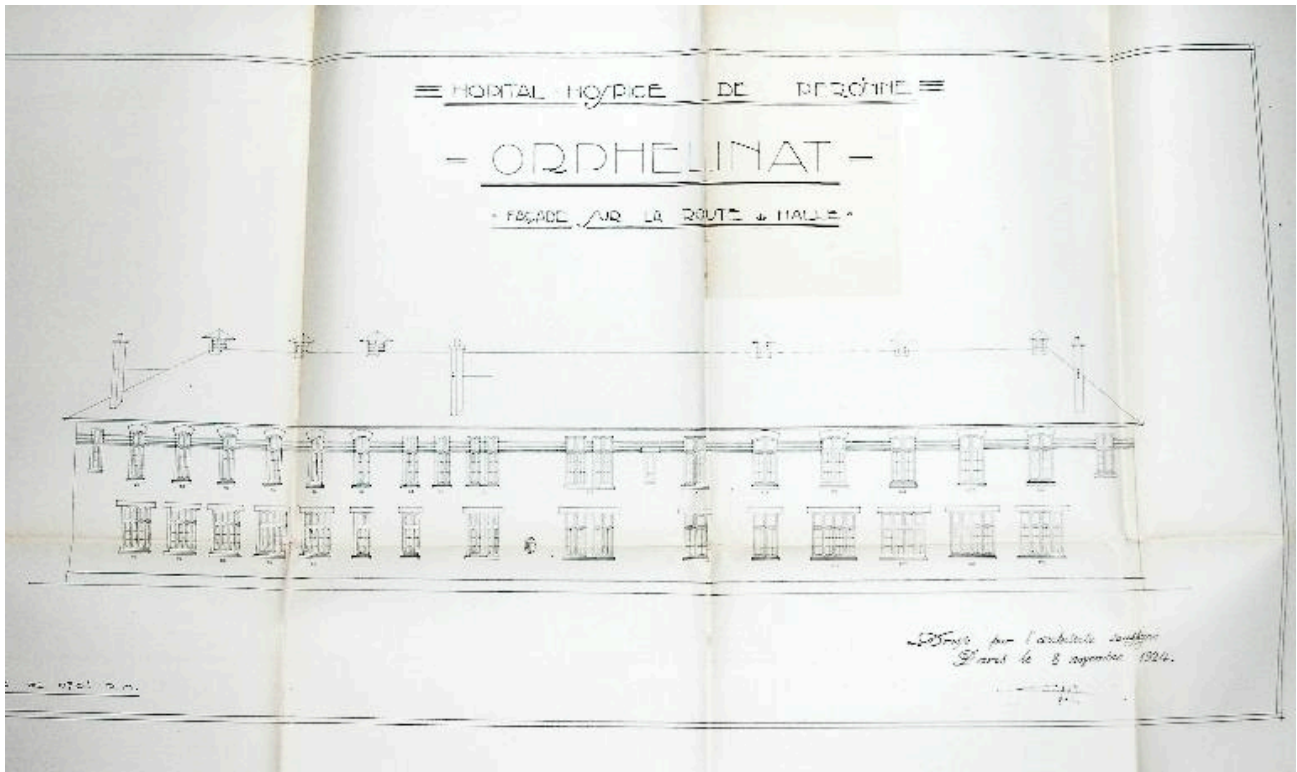 HOPITAL HOSPICE DE PERONNE
- ORPHELINAT -
FAÇADE SUR LA ROUTE de HALLE
Dressé par l'architecte soussigné
Paris le 8 novembre 1924.